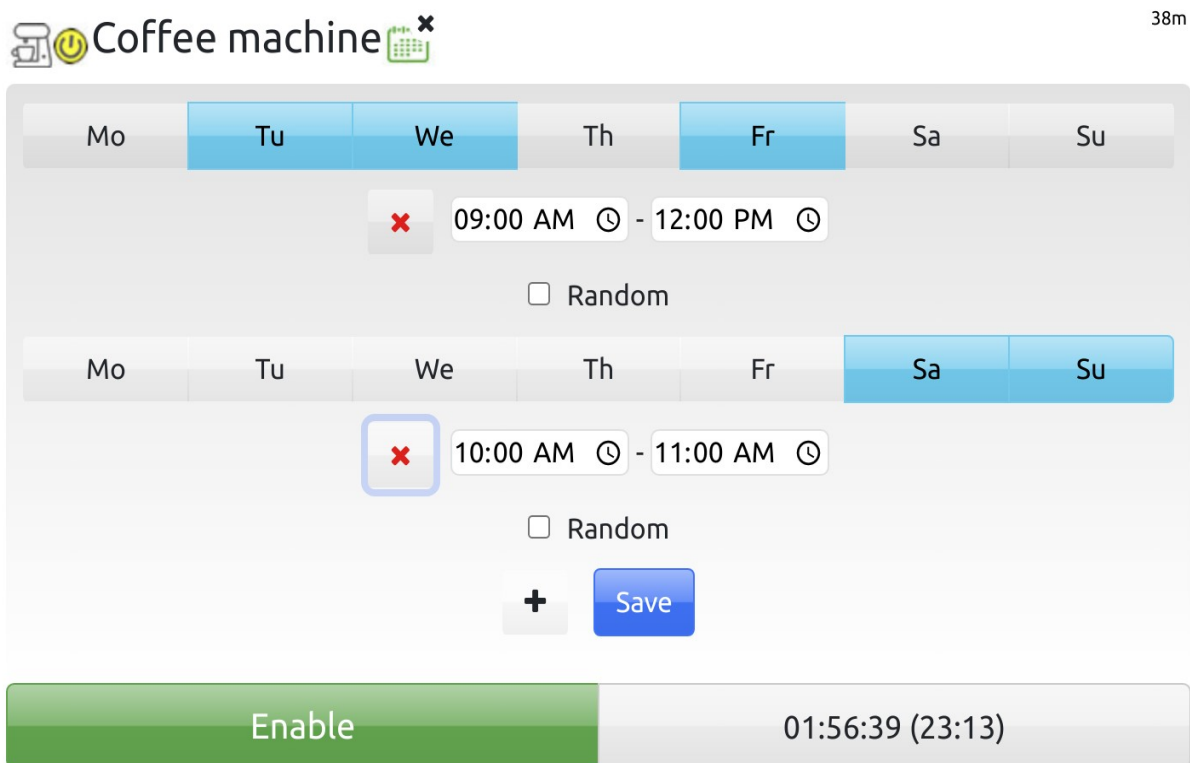 Coffee machine
38m
Mo Tu We Th Fr Sa Su
09:00 AM - 12:00 PM
Random
Mo Tu We Th Fr Sa Su
10:00 AM - 11:00 AM
Random
+ Save
Enable 01:56:39 (23:13)